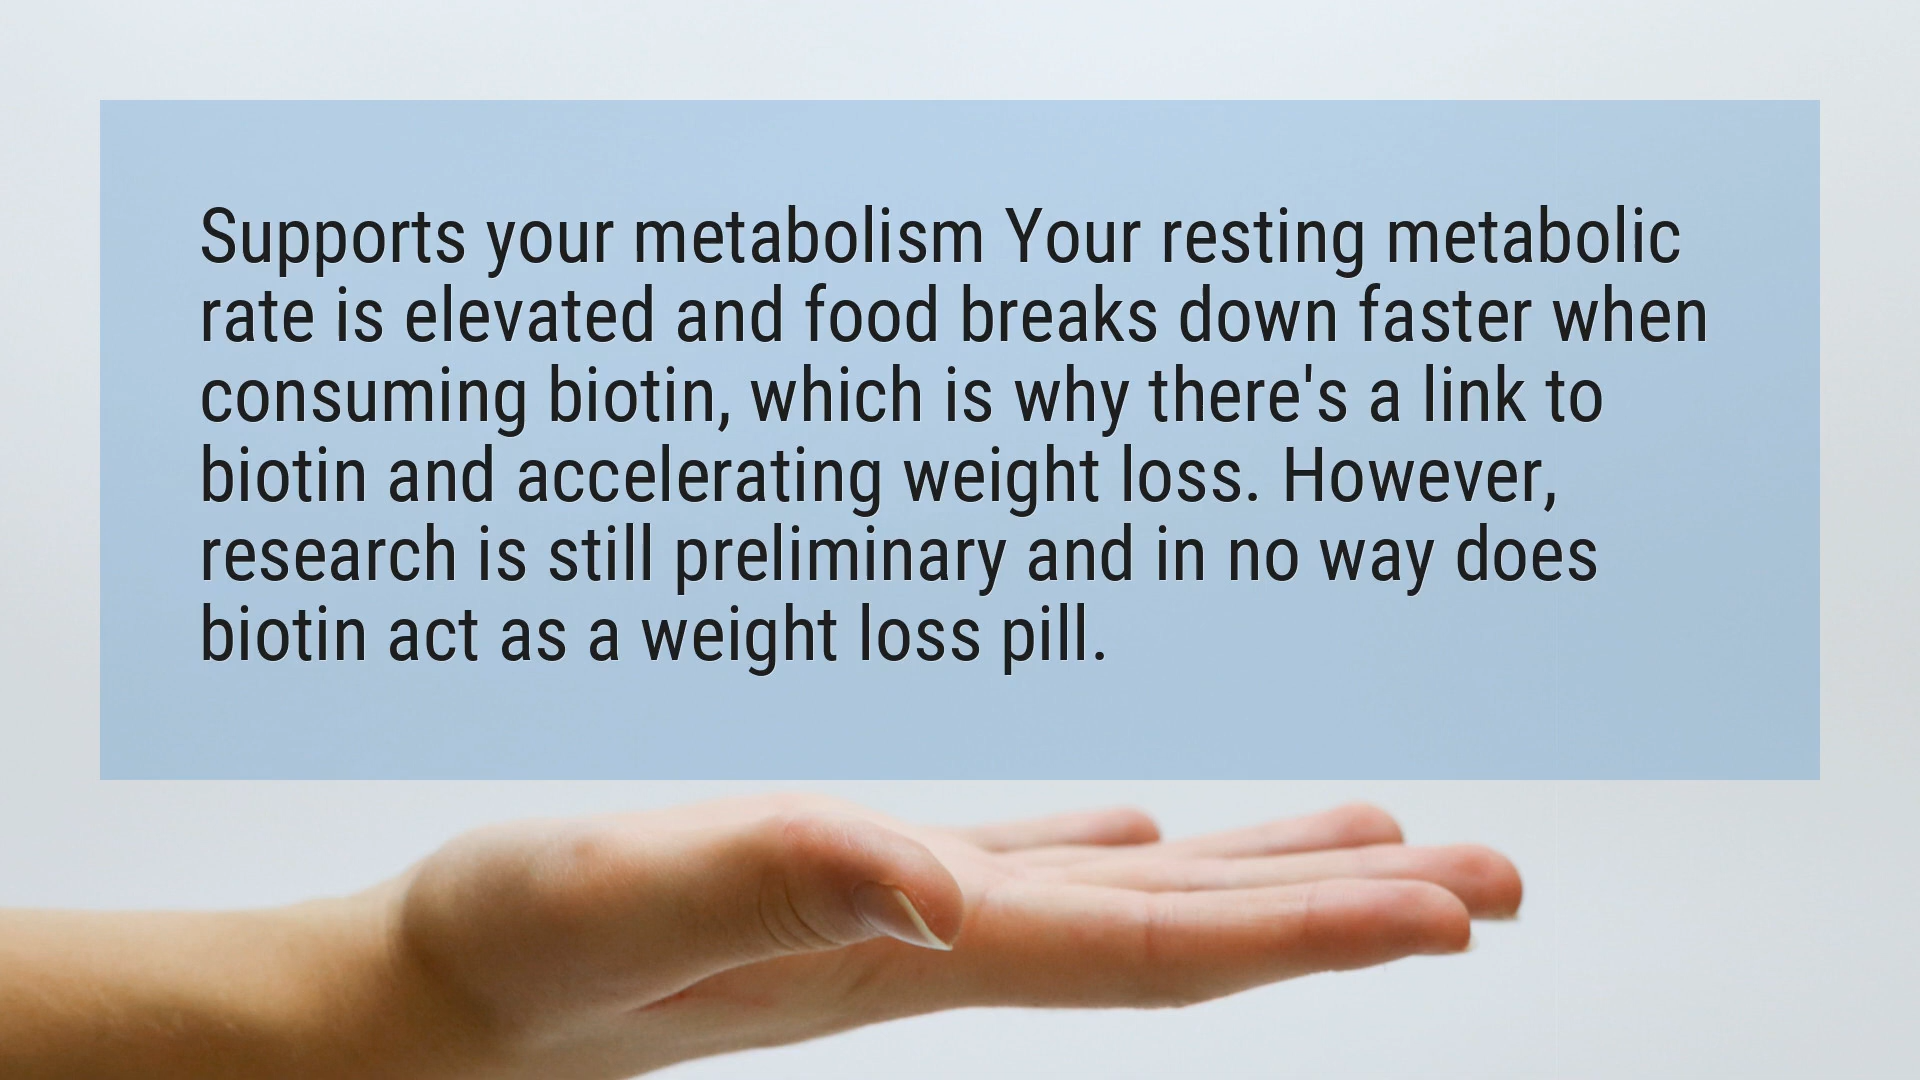 Supports your metabolism Your resting metabolic
rate is elevated and food breaks down faster when
consuming biotin, which is why there's a link to
biotin and accelerating weight loss. However,
research is still preliminary and in no way does
biotin act as a weight loss pill.